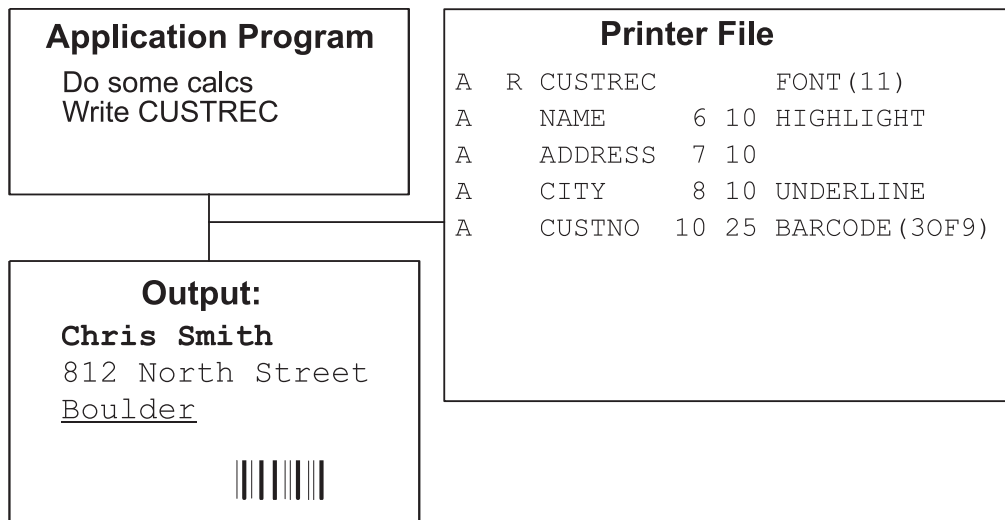 Application Program
Do some calcs
Write CUSTREC
Printer File
A R CUSTREC FONT(11)
A NAME 6 10 HIGHLIGHT
A ADDRESS 7 10
A CITY 8 10 UNDERLINE
A CUSTNO 10 25 BARCODE(3OF9)
Output:
Chris Smith
812 North Street
Boulder